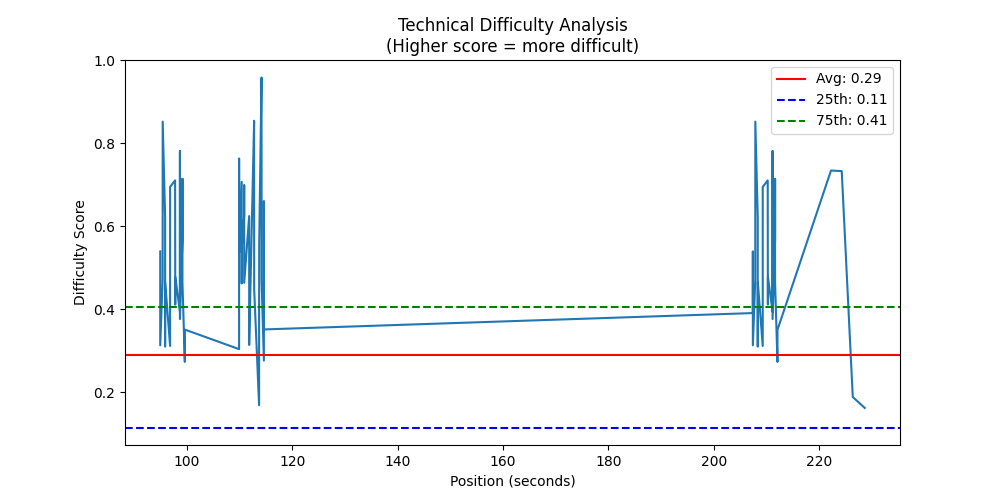 Technical Difficulty Analysis
(Higher score = more difficult)
Avg: 0.29
25th: 0.11
75th: 0.41
Difficulty Score
1.0
0.8
0.6
0.4
0.2
100 120 140 160 180 200 220
Position (seconds)